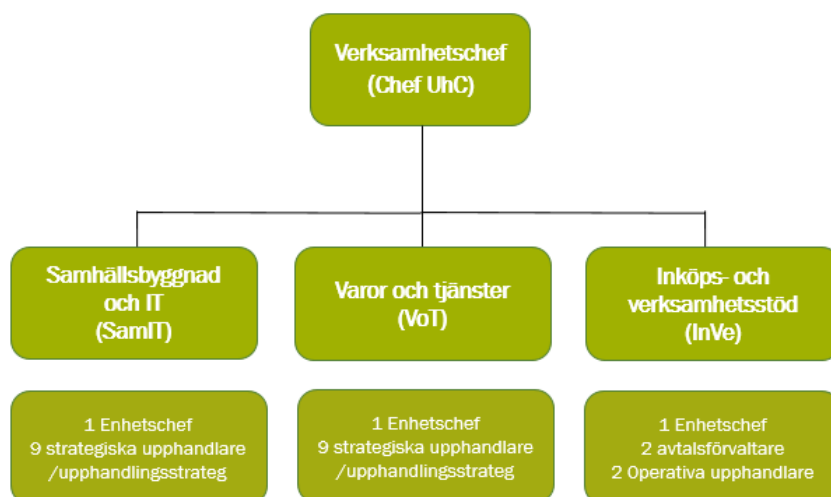 Verksamhetschef
(Chef UhC)
Samhällsbyggnad
och IT
(SamIT)
Varor och tjänster
(VoT)
Inköps- och
verksamhetsstöd
(InVe)
1 Enhetschef
9 strategiska upphandlare
/upphandlingsstrateg
1 Enhetschef
9 strategiska upphandlare
/upphandlingsstrateg
1 Enhetschef
2 avtalsförvaltare
2 Operativa upphandlare